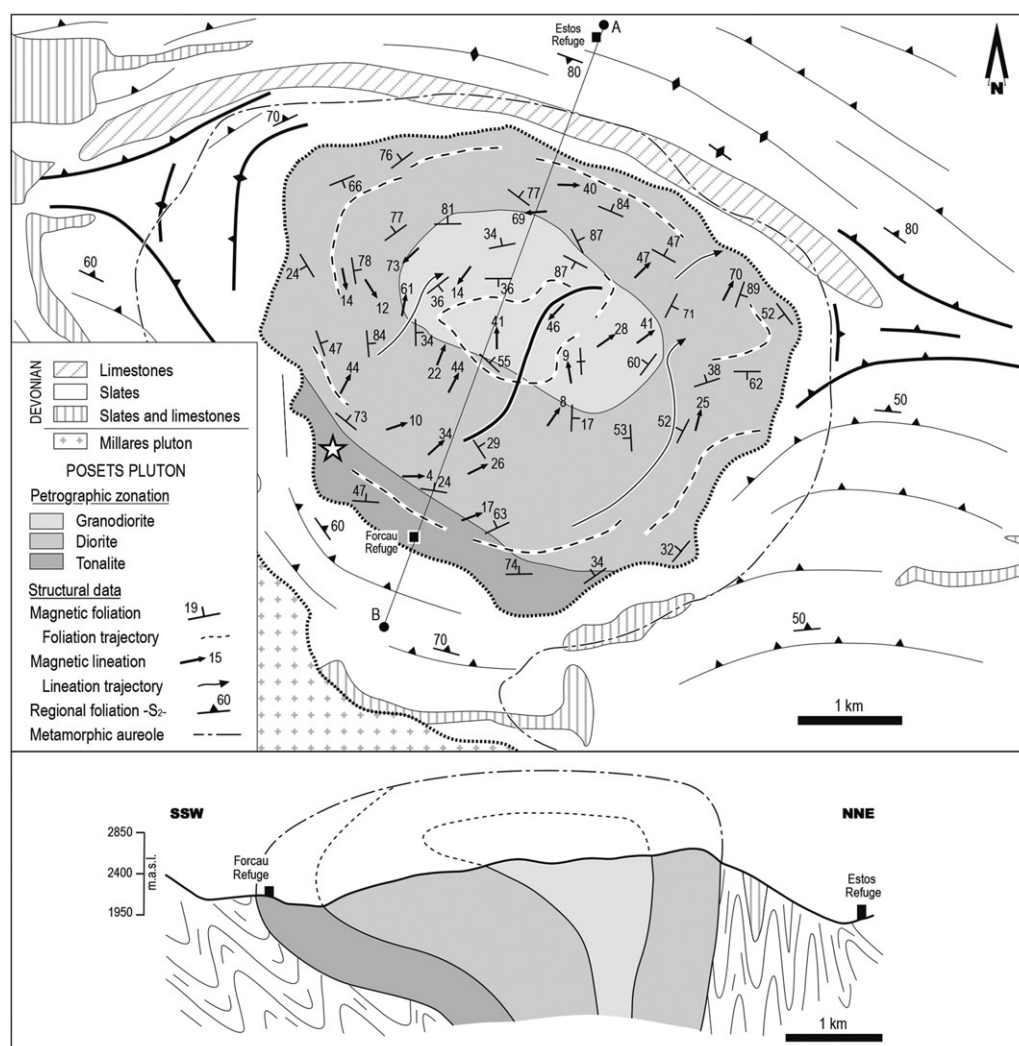 A
Estos
Refuge
80
N
70
76
66
77
40
84
81
77
69
47
80
34
87
47
60
24
78
77
73
87
70
89
14
12
61
36
14
36
52
41
46
71
47
84
34
28
41
9
60
55
38
62
44
22
44
8
25
50
73
10
34
17
53
52
29
26
4
24
47
17
63
60
Forcau
Refuge
74
34
32
B
70
50
DEVONIAN
Limestones
Slates
Slates and limestones
Millares pluton
POSETS PLUTON
Petrographic zonation
Granodiorite
Diorite
Tonalite
Structural data
Magnetic foliation 19
Foliation trajectory
Magnetic lineation 15
Lineation trajectory
Regional foliation -S2- 60
Metamorphic aureole
1 km
SSW
NNE
2850
2400
1950
m.a.s.l.
Forcau
Refuge
Estos
Refuge
1 km